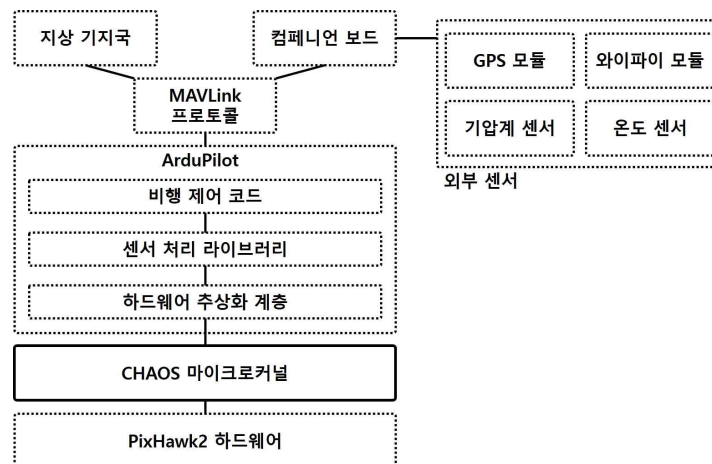 지상 기지국
컴페니언 보드
GPS 모듈
와이파이 모듈
기압계 센서
온도 센서
외부 센서
MAVLink
프로토콜
ArduPilot
비행 제어 코드
센서 처리 라이브러리
하드웨어 추상화 계층
CHAOS 마이크로커널
PixHawk2 하드웨어